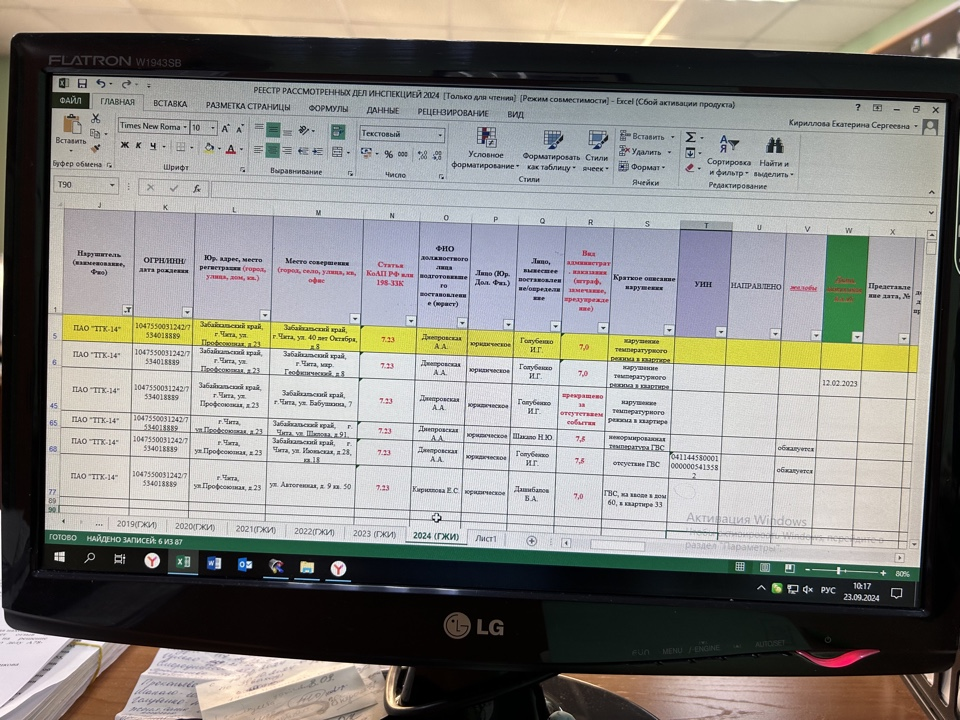 FLATRON W1943SB
РЕЕСТР РАССМОТРЕННЫХ ДЕЛ ИНСПЕКЦИЕЙ 2024 [Только для чтения] [Режим совместимости] - Excel (Сбой активации продукта)
ФАЙЛ ГЛАВНАЯ ВСТАВКА РАЗМЕТКА СТРАНИЦЫ ФОРМУЛЫ ДАННЫЕ РЕЦЕНЗИРОВАНИЕ ВИД
Кириллова Екатерина Сергеевна
Вставить
Буфер обмена
Times New Roma 10
Ж К Ч
Шрифт
Выравнивание
Текстовый
Число
Условное форматирование
Форматировать как таблицу
Стили ячеек
Стили
Вставить
Удалить
Формат
Ячейки
Сортировка и фильтр
Найти и выделить
Редактирование
T90
J K L M N O P Q R S T U V W X
1
Нарушитель (наименование, Фио)
ОГРН/ИНН/ дата рождения
Юр. адрес, место регистрации (город, улица, дом, кв.)
Место совершения (город, село, улица, кв, офис
Статья КоАП РФ или 198-ЗЗК
ФИО должностного лица подготовившего постановление (юрист)
Лицо (Юр. Дол. Физ.)
Лицо, вынесшее постановление/определение
Вид административ. наказания (штраф, замечание, предупреждение)
Краткое описание нарушения
УИН
НАПРАВЛЕНО
жалобы
Представление дата, №
5 ПАО "ТГК-14" 1047550031242/7534018889 Забайкальский край, г.Чита, ул. Профсоюзная, д.23 Забайкальский край, г.Чита, ул. 40 лет Октября, д.8 7.23 Днепровская А.А. юридическое Голубенко И.Г. 7,0 нарушение температурного режима в квартире
6 ПАО "ТГК-14" 1047550031242/7534018889 Забайкальский край, г.Чита, ул. Профсоюзная, д.23 Забайкальский край, г.Чита, мкр. Геофизический, д.8 7.23 Днепровская А.А. юридическое Голубенко И.Г. 7,0 нарушение температурного режима в квартире
45 ПАО "ТГК-14" 1047550031242/7534018889 Забайкальский край, г.Чита, ул. Профсоюзная, д.23 Забайкальский край, г.Чита, ул. Бабушкина, 7 7.23 Днепровская А.А. юридическое Голубенко И.Г. прекращено за отсутствием события нарушение температурного режима в квартире 12.02.2023
65 ПАО "ТГК-14" 1047550031242/7534018889 г.Чита, ул.Профсоюзная, д.23 Забайкальский край, г. Чита, ул. Шилова, д.91, 7.23 Днепровская А.А. юридическое Шакало Н.Ю. 7,5 ненормированная температура ГВС обжалуется
68 ПАО "ТГК-14" 1047550031242/7534018889 г.Чита, ул.Профсоюзная, д.23 Забайкальский край, г. Чита, ул. Июньская, д.28, кв.18 7.23 Днепровская А.А. юридическое Голубенко И.Г. 7,5 отсуствие ГВС 0411445800010000000541358 2 обжалуется
77 ПАО "ТГК-14" 1047550031242/7534018889 г.Чита, ул.Профсоюзная, д.23 ул. Автогенная, д. 9 кв. 50 7.23 Кириллова Е.С. юридическое Дашибалов В.А. 7,0 ГВС, на вводе в дом 60, в квартире 33
89
90
Активация Windows
... 2019(ГЖИ) 2020(ГЖИ) 2021(ГЖИ) 2022(ГЖИ) 2023 (ГЖИ) 2024 (ГЖИ) Лист1
ГОТОВО НАЙДЕНО ЗАПИСЕЙ: 6 ИЗ 87
80%
РУС
10:17
23.09.2024
LG
FUN MENU / ENGINE AUTO/SET